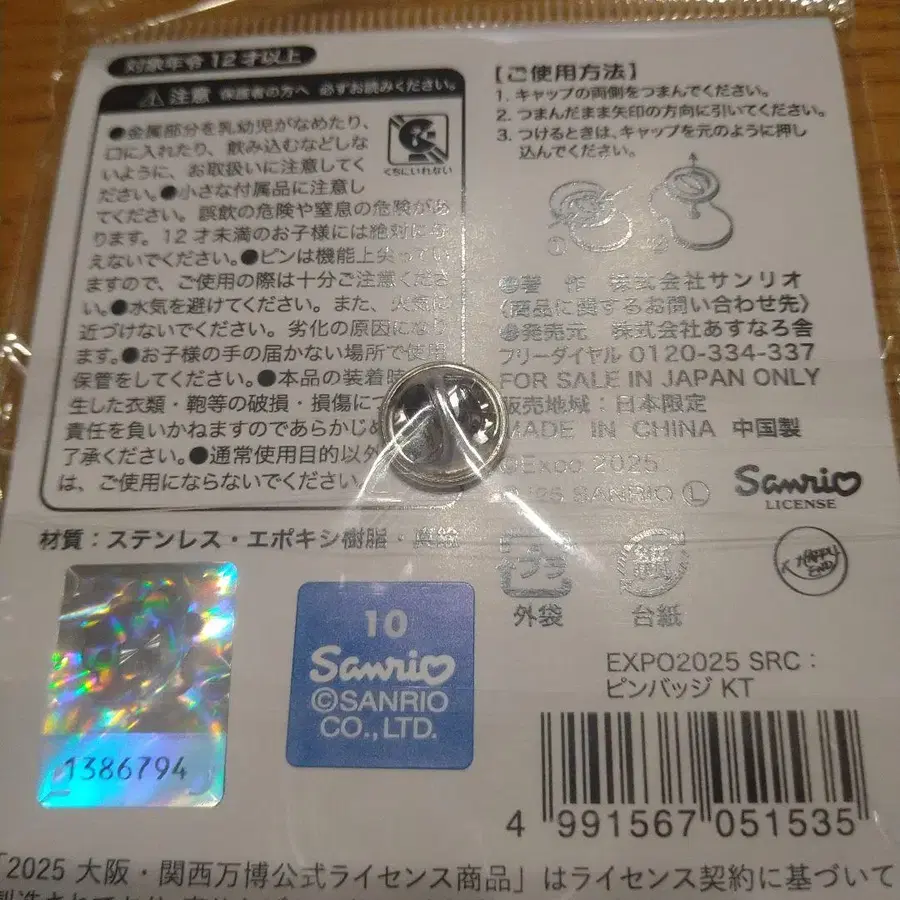 対象年令12才以上
⚠注意 保護者の方へ 必ずお読みください。
●金属部分を乳幼児がなめたり、
口に入れたり、飲み込むなどしな
いように、お取扱いに注意してく
ださい。●小さな付属品に注意し
てください。誤飲の危険や窒息の危険があ
ります。12才未満のお子様には絶対に与
えないでください。●ピンは機能上尖ってい
ますので、ご使用の際は十分ご注意くださ
い。●水気を避けてください。また、火気に
近づけないでください。劣化の原因になり
ます。●お子様の手の届かない場所で使用
保管をしてください。●本品の装着時
生した衣類・鞄等の破損・損傷につ
責任を負いかねますのであらかじめ
了承ください。●通常使用目的以外
は、ご使用にならないでください。
くちにいれない
材質：ステンレス・エポキシ樹脂・真鍮
1386794
10
Sanrio
©SANRIO
CO.,LTD.
【ご使用方法】
1. キャップの両側をつまんでください。
2. つまんだまま矢印の方向に引いてください。
3. つけるときは、キャップを元のように押し
込んでください。
① ②
●著 作 株式会社サンリオ
〈商品に関するお問い合わせ先〉
●発売元 株式会社あすなろ舎
フリーダイヤル 0120-334-337
FOR SALE IN JAPAN ONLY
販売地域：日本限定
MADE IN CHINA 中国製
©Expo 2025
SANRIO Ⓛ
Sanrio
LICENSE
プラ
外袋
紙
台紙
HAPPY
END
EXPO2025 SRC：
ピンバッジ KT
4 991567 051535
「2025 大阪・関西万博公式ライセンス商品」はライセンス契約に基づいて